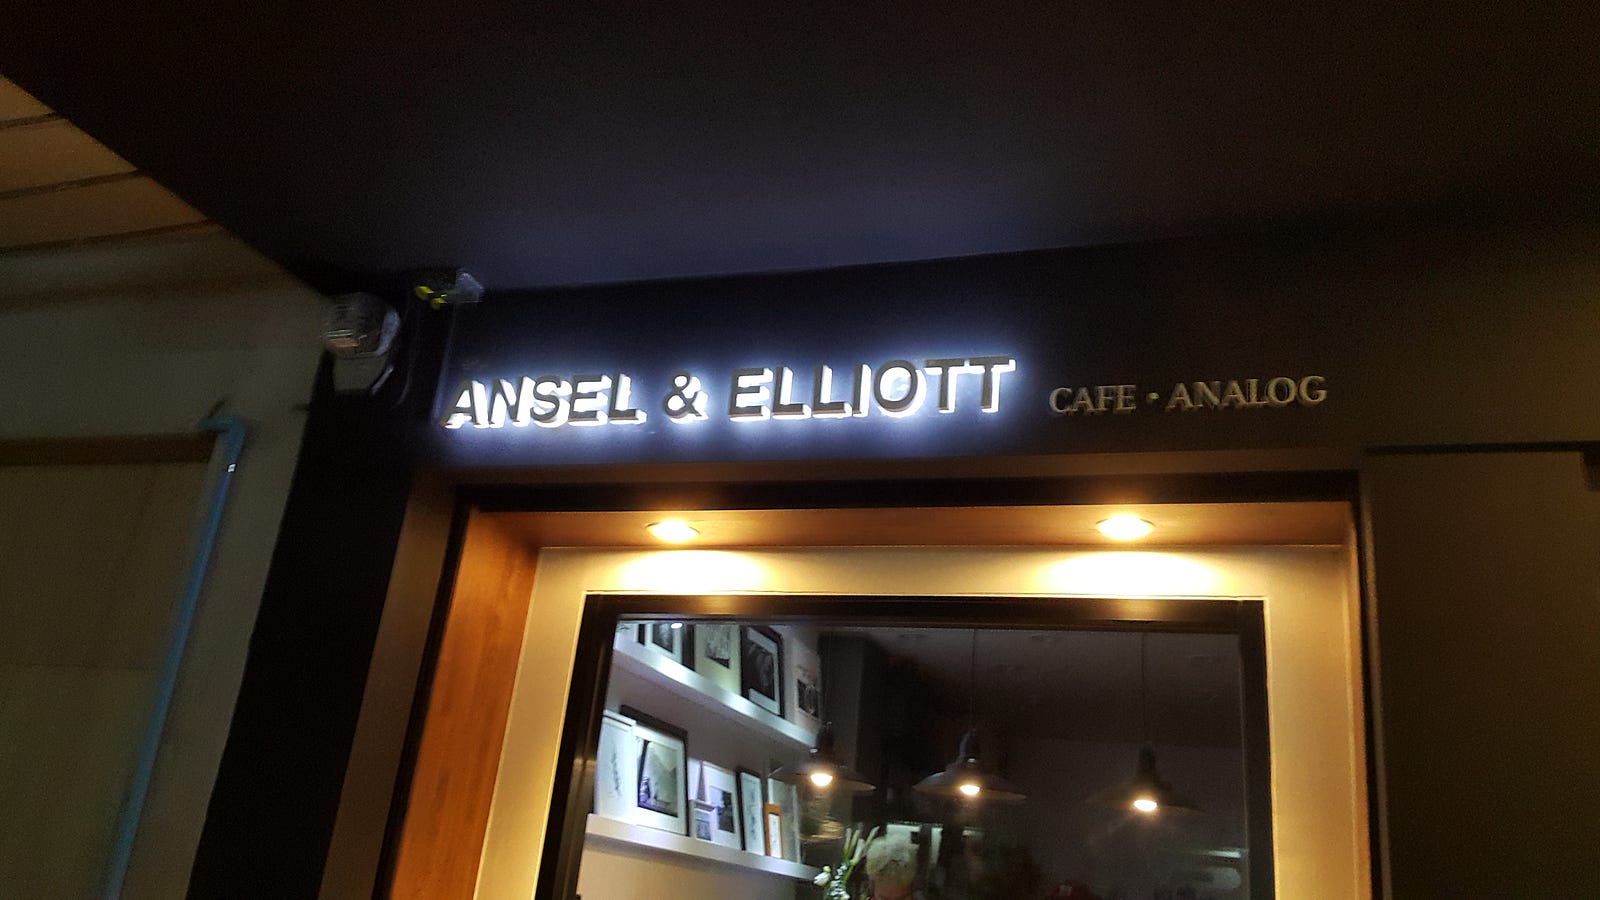 ANSEL & ELLIOTT CAFE • ANALOG